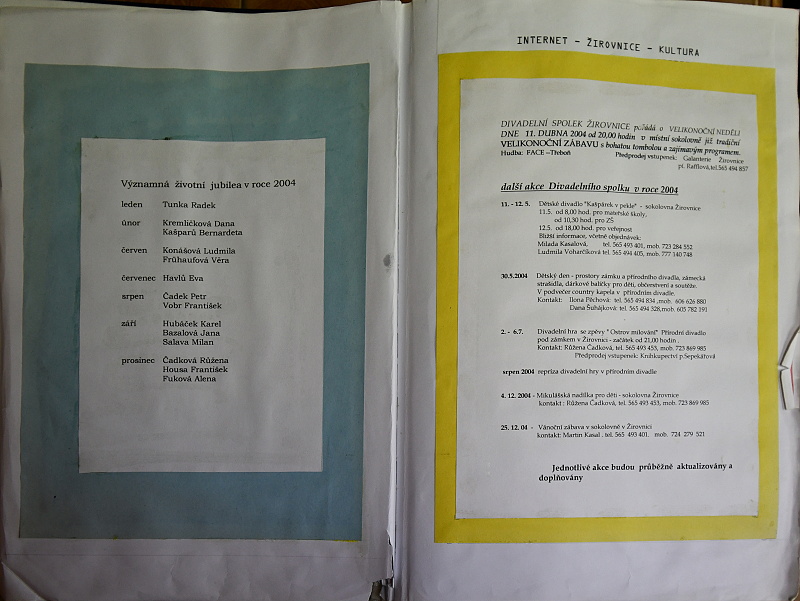 Významná životní jubilea v roce 2004
leden Tunka Radek
únor Kremličková Dana
Kašparů Bernardeta
červen Konášová Ludmila
Frühaufová Věra
červenec Havlů Eva
srpen Čadek Petr
Vobr František
září Hubáček Karel
Bazalová Jana
Salava Milan
prosinec Čadková Růžena
Housa František
Fuková Alena
INTERNET - ŽIROVNICE - KULTURA
DIVADELNÍ SPOLEK ŽIROVNICE pořádá o VELIKONOČNÍ NEDĚLI
DNE 11. DUBNA 2004 od 20,00 hodin v místní sokolovně již tradiční
VELIKONOČNÍ ZÁBAVU s bohatou tombolou a zajímavým programem.
Hudba: FACE –Třeboň Předprodej vstupenek: Galanterie Žirovnice
pí. Rafflová,tel.565 494 857
další akce Divadelního spolku v roce 2004
11. - 12. 5. Dětské divadlo "Kašpárek v pekle" - sokolovna Žirovnice
11.5. od 8,00 hod. pro mateřské školy,
od 10,30 hod. pro ZŠ
12.5. od 18,00 hod. pro veřejnost
Bližší informace, včetně objednávek:
Milada Kasalová, tel. 565 493 401, mob. 723 284 552
Ludmila Voharčíková tel. 565 494 405, mob. 777 140 748
30.5.2004 Dětský den - prostory zámku a přírodního divadla, zámecká
strašidla, dárkové balíčky pro děti, občerstvení a soutěže.
V podvečer country kapela v přírodním divadle.
Kontakt: Ilona Pěchová: tel. 565 494 834 ,mob. 606 626 880
Dana Šuhájková: tel. 565 494 328,mob. 605 782 191
2. - 6.7. Divadelní hra se zpěvy " Ostrov milování" Přírodní divadlo
pod zámkem v Žirovnici - začátek od 21,00 hodin .
Kontakt: Růžena Čadková, tel. 565 493 453, mob. 723 869 985
Předprodej vstupenek: Knihkupectví p.Sepekářová
srpen 2004 repríza divadelní hry v přírodním divadle
4. 12. 2004 - Mikulášská nadílka pro děti - sokolovna Žirovnice
kontakt : Růžena Čadková, tel. 565 493 453, mob. 723 869 985
25. 12. 04 - Vánoční zábava v sokolovně v Žirovnici
kontakt: Martin Kasal . tel. 565 493 401. mob. 724 279 521
Jednotlivé akce budou průběžně aktualizovány a
doplňovány